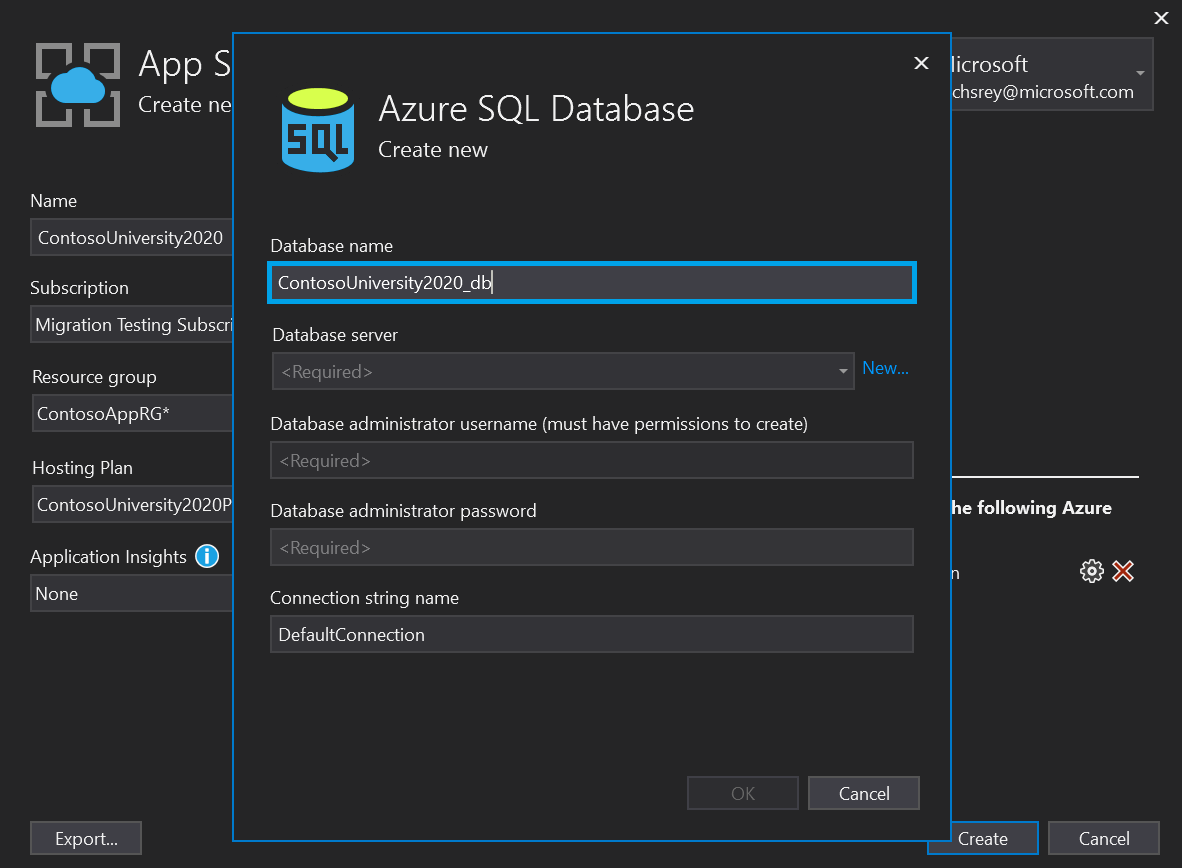 App S
Create ne
licrosoft
chsrey@microsoft.com
Name
ContosoUniversity2020
Subscription
Migration Testing Subscri
Resource group
ContosoAppRG*
Hosting Plan
ContosoUniversity2020P
Application Insights
None
SQL
Azure SQL Database
Create new
Database name
ContosoUniversity2020_db
Database server
<Required>
New...
Database administrator username (must have permissions to create)
<Required>
Database administrator password
<Required>
Connection string name
DefaultConnection
OK
Cancel
he following Azure
n
Export...
Create
Cancel